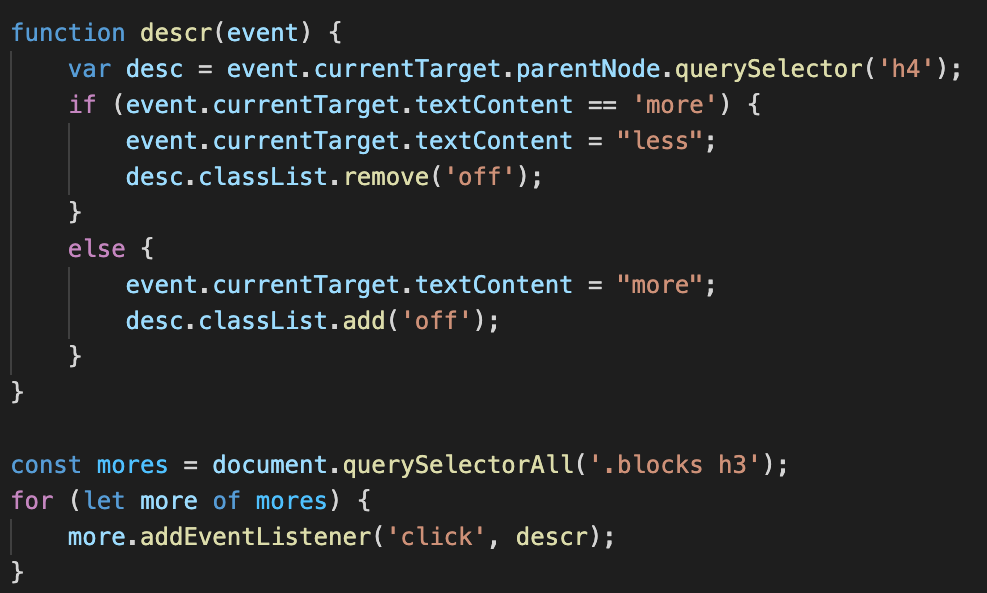 function descr(event) {
    var desc = event.currentTarget.parentNode.querySelector('h4');
    if (event.currentTarget.textContent == 'more') {
        event.currentTarget.textContent = "less";
        desc.classList.remove('off');
    }
    else {
        event.currentTarget.textContent = "more";
        desc.classList.add('off');
    }
}

const mores = document.querySelectorAll('.blocks h3');
for (let more of mores) {
    more.addEventListener('click', descr);
}